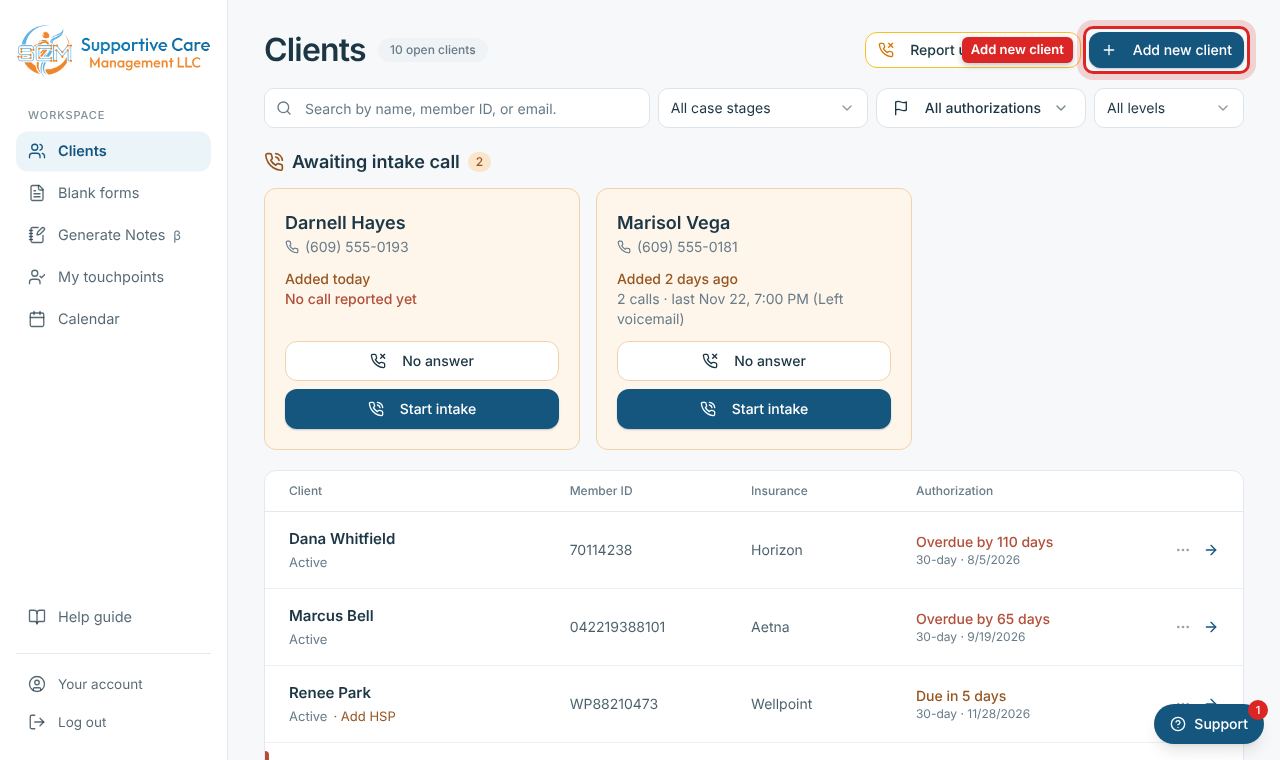 SCM
Supportive Care
Management LLC
WORKSPACE
Clients
Blank forms
Generate Notes β
My touchpoints
Calendar
Help guide
Your account
Log out
Clients
10 open clients
Report
Add new client
Add new client
Search by name, member ID, or email.
All case stages
All authorizations
All levels
Awaiting intake call 2
Darnell Hayes
(609) 555-0193
Added today
No call reported yet
No answer
Start intake
Marisol Vega
(609) 555-0181
Added 2 days ago
2 calls · last Nov 22, 7:00 PM (Left
voicemail)
No answer
Start intake
Client Member ID Insurance Authorization
Dana Whitfield
Active
70114238
Horizon
Overdue by 110 days
30-day · 8/5/2026
Marcus Bell
Active
042219388101
Aetna
Overdue by 65 days
30-day · 9/19/2026
Renee Park
Active · Add HSP
WP88210473
Wellpoint
Due in 5 days
30-day · 11/28/2026
Support
1